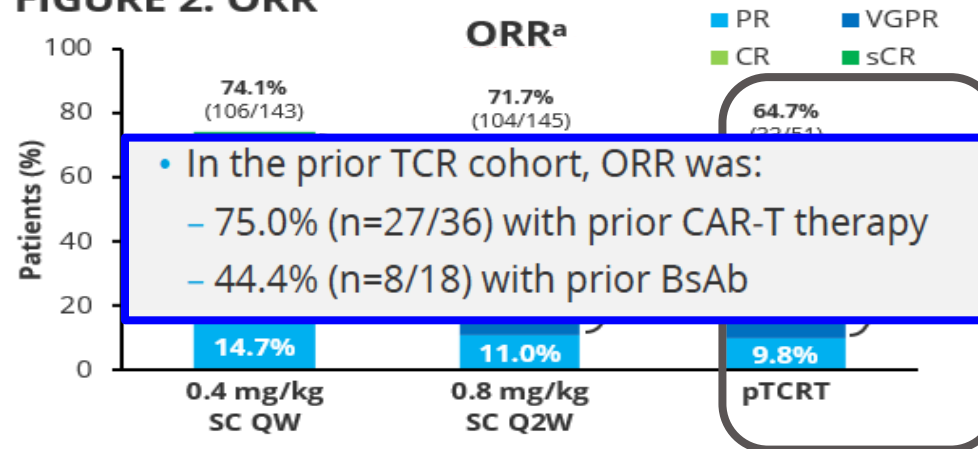 FIGURE 2. ORR
ORRᵃ
PR
VGPR
CR
sCR
Patients (%)
100
80
60
40
20
0
74.1%
(106/143)
71.7%
(104/145)
64.7%
(33/51)
• In the prior TCR cohort, ORR was:
– 75.0% (n=27/36) with prior CAR-T therapy
– 44.4% (n=8/18) with prior BsAb
14.7%
11.0%
9.8%
0.4 mg/kg
SC QW
0.8 mg/kg
SC Q2W
pTCRT